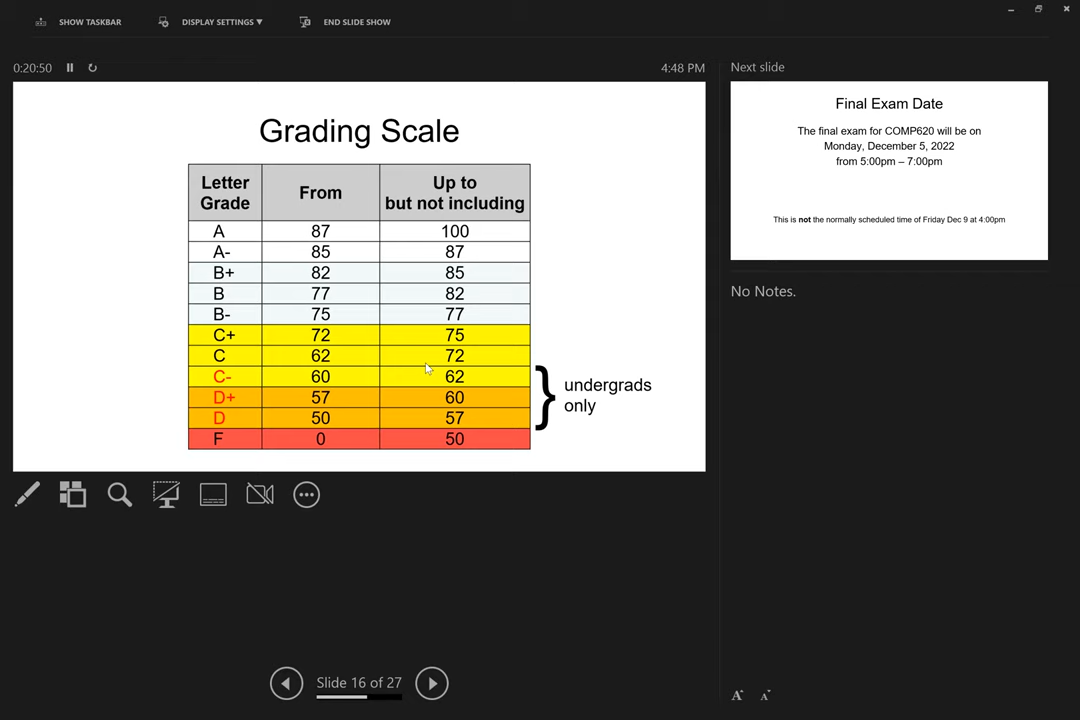 SHOW TASKBAR DISPLAY SETTINGS ▼ END SLIDE SHOW
0:20:50 4:48 PM
Grading Scale
Letter Grade From Up to but not including
A 87 100
A- 85 87
B+ 82 85
B 77 82
B- 75 77
C+ 72 75
C 62 72
C- 60 62
D+ 57 60
D 50 57
F 0 50
undergrads
only
Slide 16 of 27
Next slide
Final Exam Date
The final exam for COMP620 will be on
Monday, December 5, 2022
from 5:00pm – 7:00pm
This is not the normally scheduled time of Friday Dec 9 at 4:00pm
No Notes.
A A